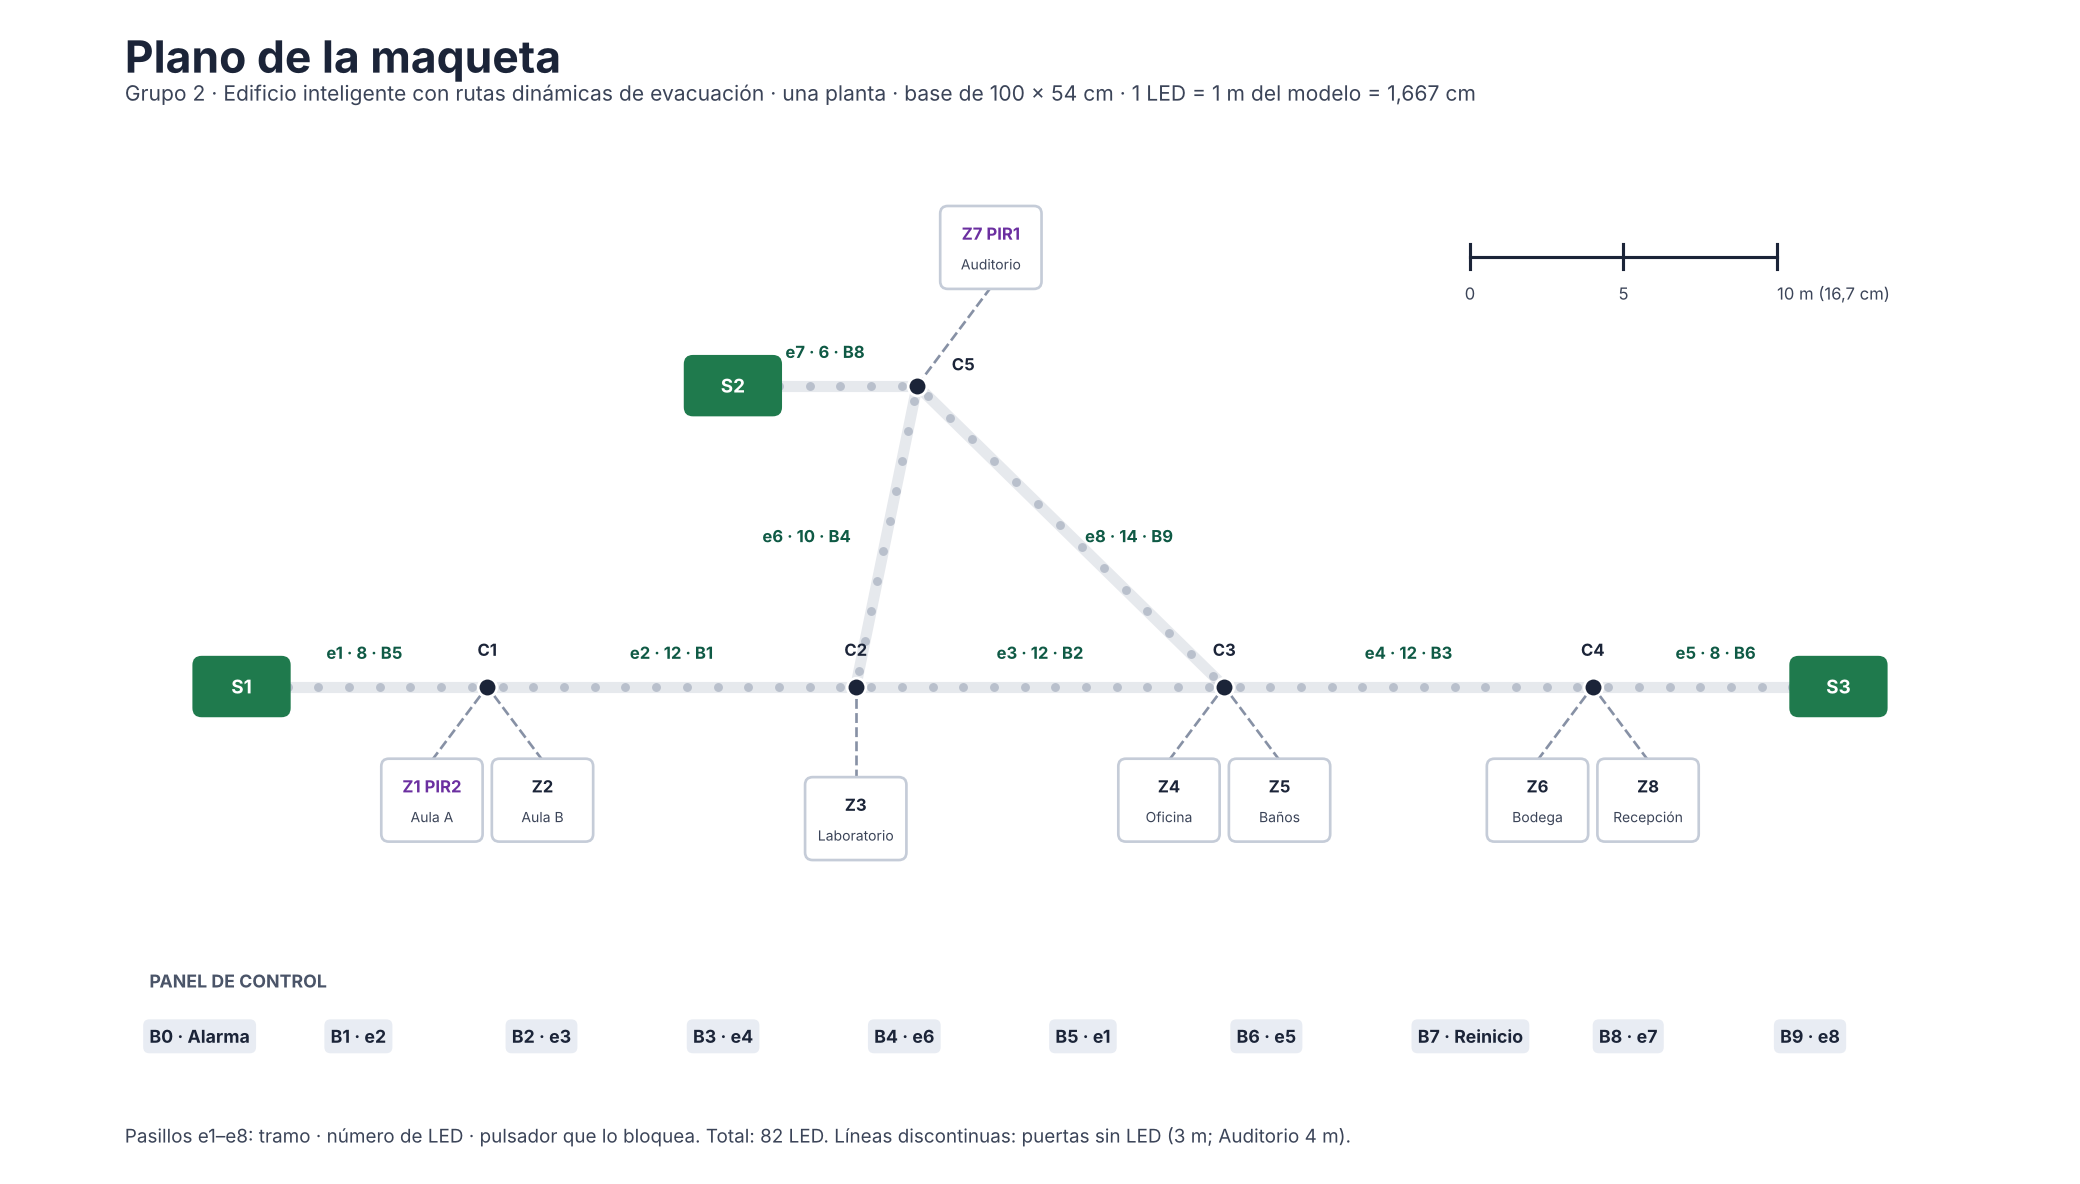 Plano de la maqueta
Grupo 2 · Edificio inteligente con rutas dinámicas de evacuación · una planta · base de 100 × 54 cm · 1 LED = 1 m del modelo = 1,667 cm
Z7 PIR1
Auditorio
0 5 10 m (16,7 cm)
e7 · 6 · B8
C5
S2
e6 · 10 · B4
e8 · 14 · B9
e1 · 8 · B5
C1
e2 · 12 · B1
C2
e3 · 12 · B2
C3
e4 · 12 · B3
C4
e5 · 8 · B6
S1
S3
Z1 PIR2
Aula A
Z2
Aula B
Z3
Laboratorio
Z4
Oficina
Z5
Baños
Z6
Bodega
Z8
Recepción
PANEL DE CONTROL
B0 · Alarma
B1 · e2
B2 · e3
B3 · e4
B4 · e6
B5 · e1
B6 · e5
B7 · Reinicio
B8 · e7
B9 · e8
Pasillos e1–e8: tramo · número de LED · pulsador que lo bloquea. Total: 82 LED. Líneas discontinuas: puertas sin LED (3 m; Auditorio 4 m).